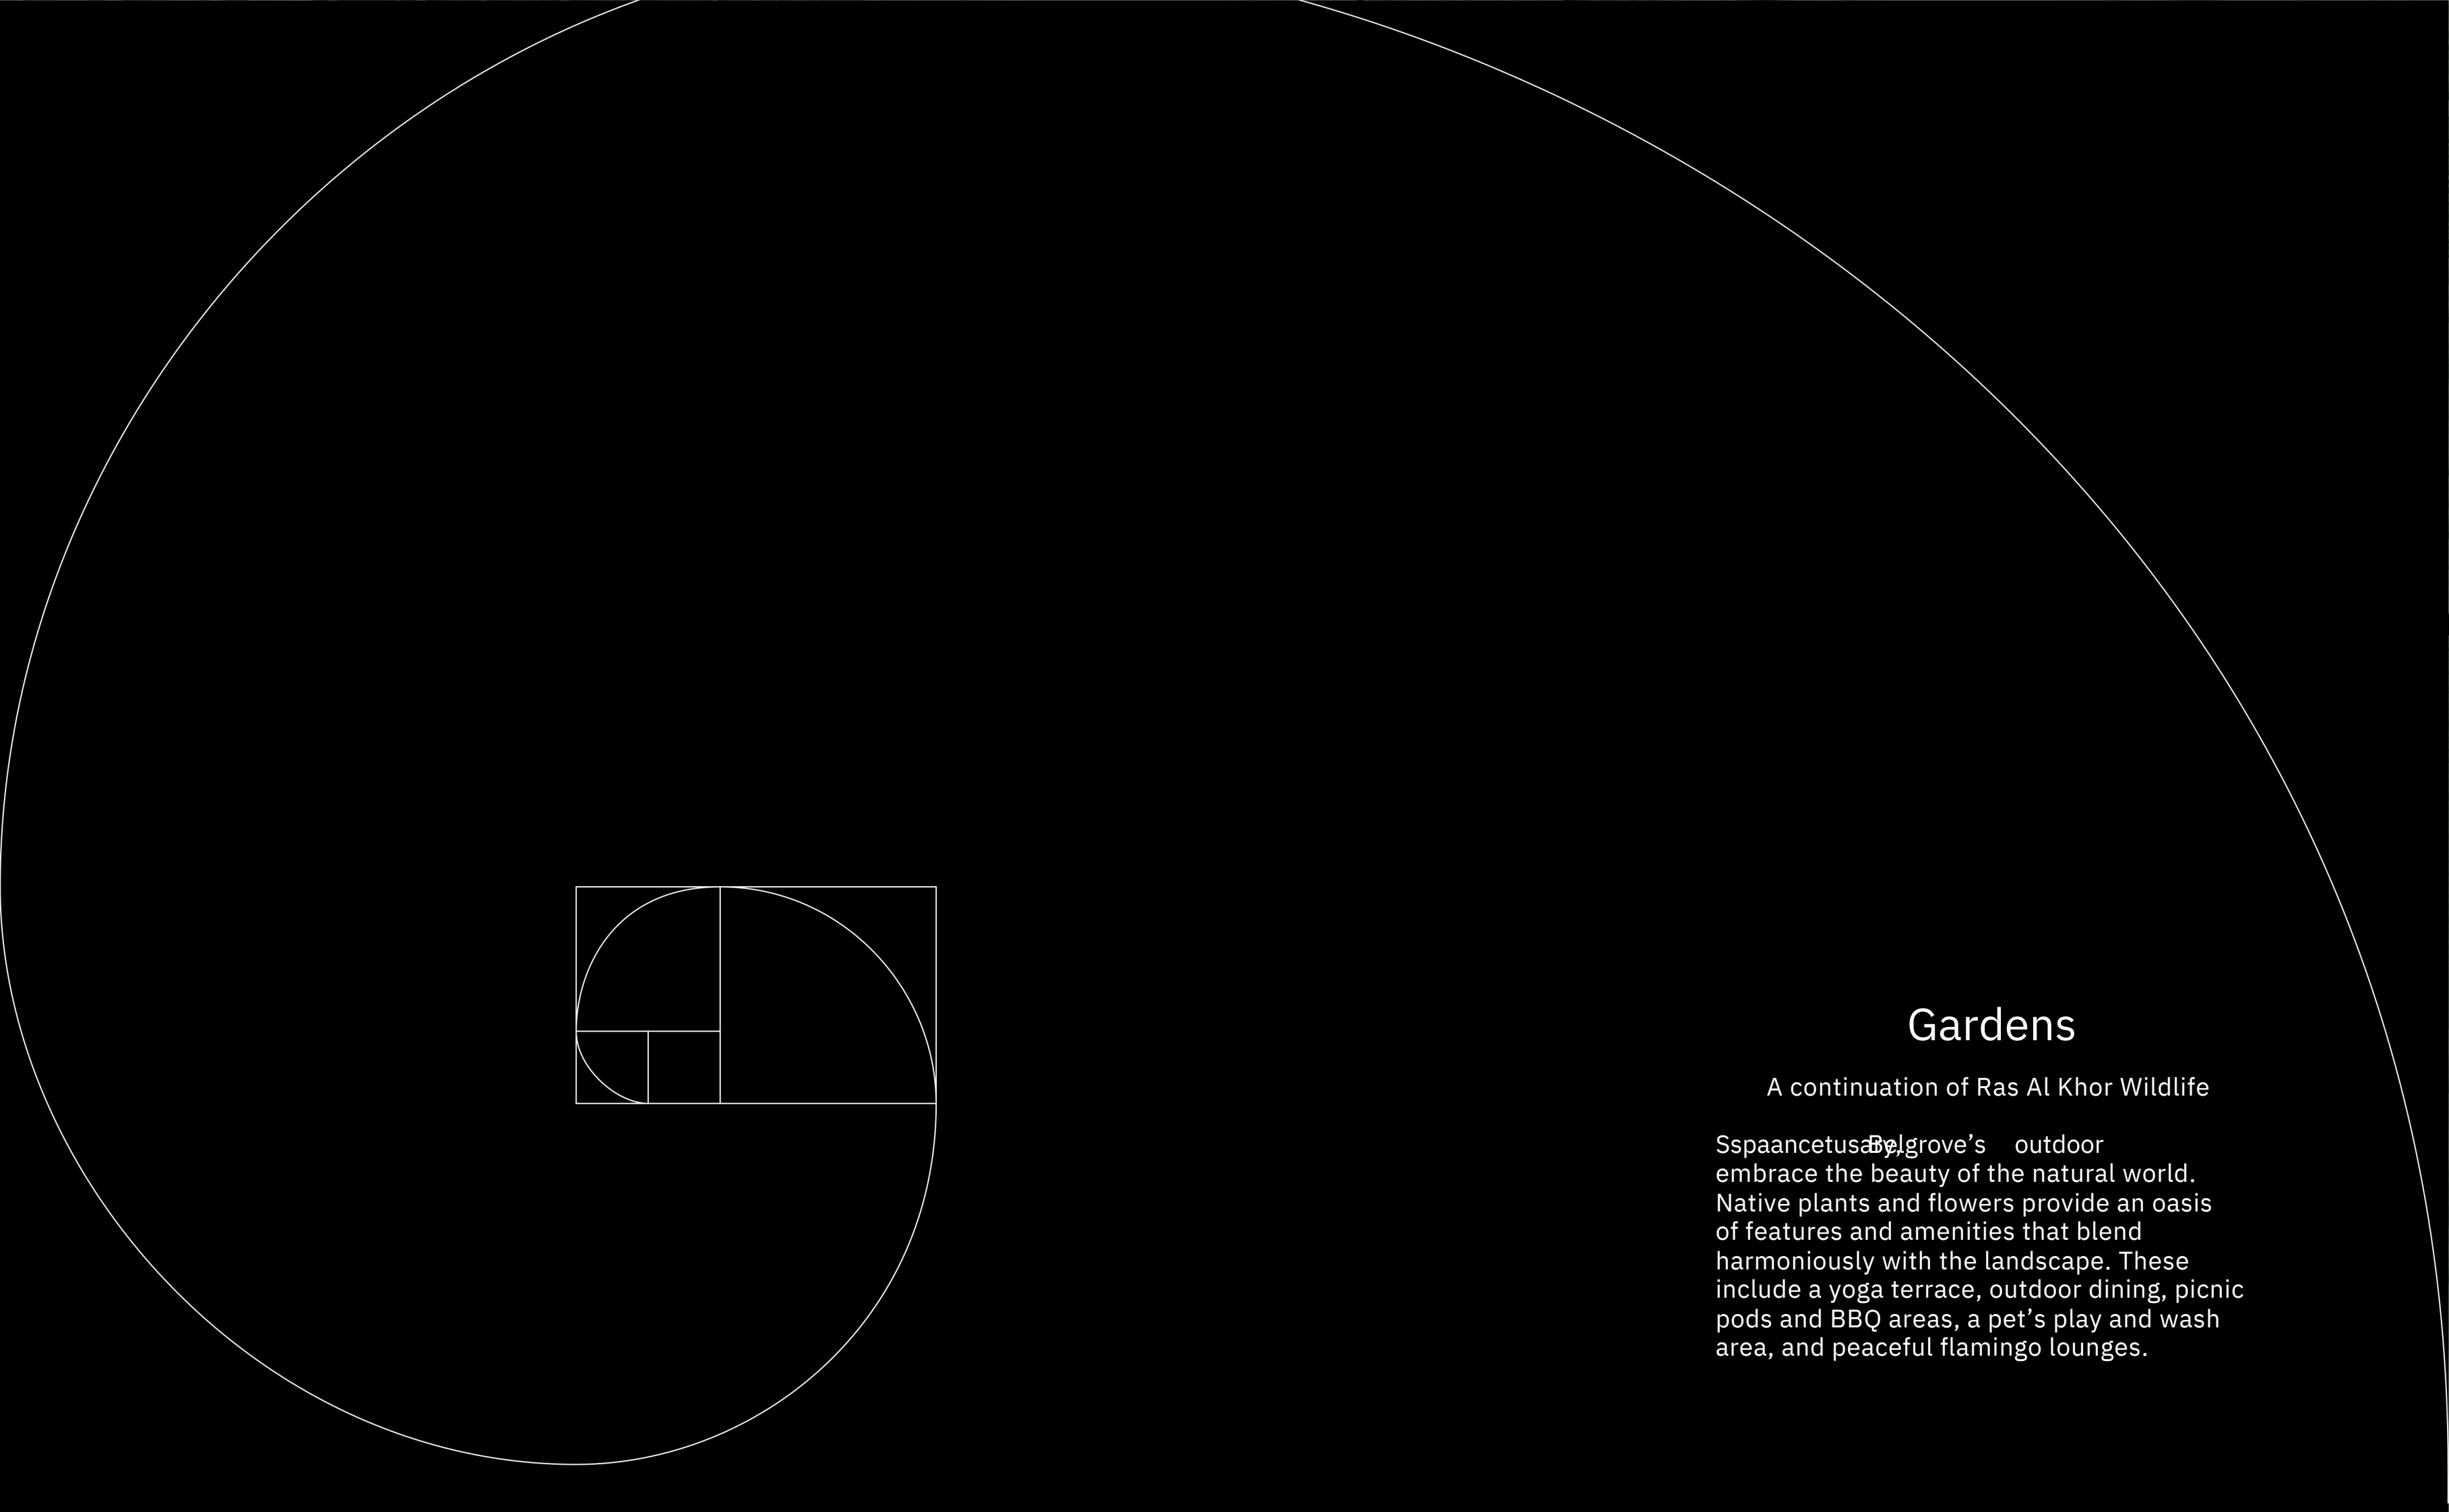 Gardens
A continuation of Ras Al Khor Wildlife
Belgrove’s outdoor
embrace the beauty of the natural world.
Native plants and flowers provide an oasis
of features and amenities that blend
harmoniously with the landscape. These
include a yoga terrace, outdoor dining, picnic
pods and BBQ areas, a pet’s play and wash
area, and peaceful flamingo lounges.